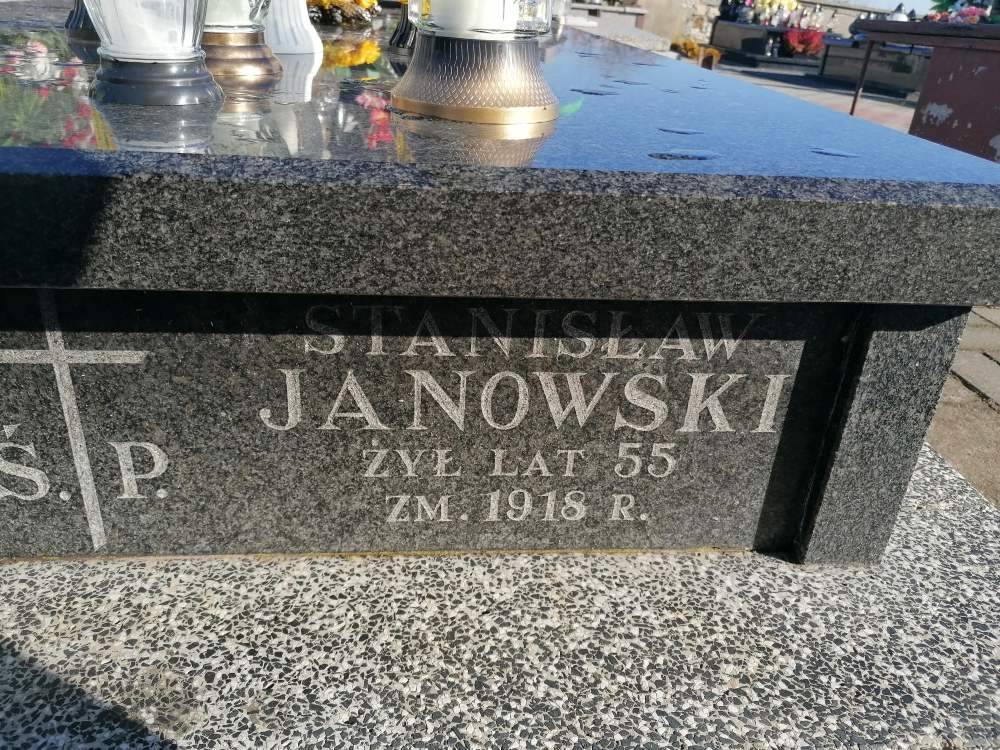 Ś. P.
STANISŁAW
JANOWSKI
ŻYŁ LAT 55
ZM. 1918 R.